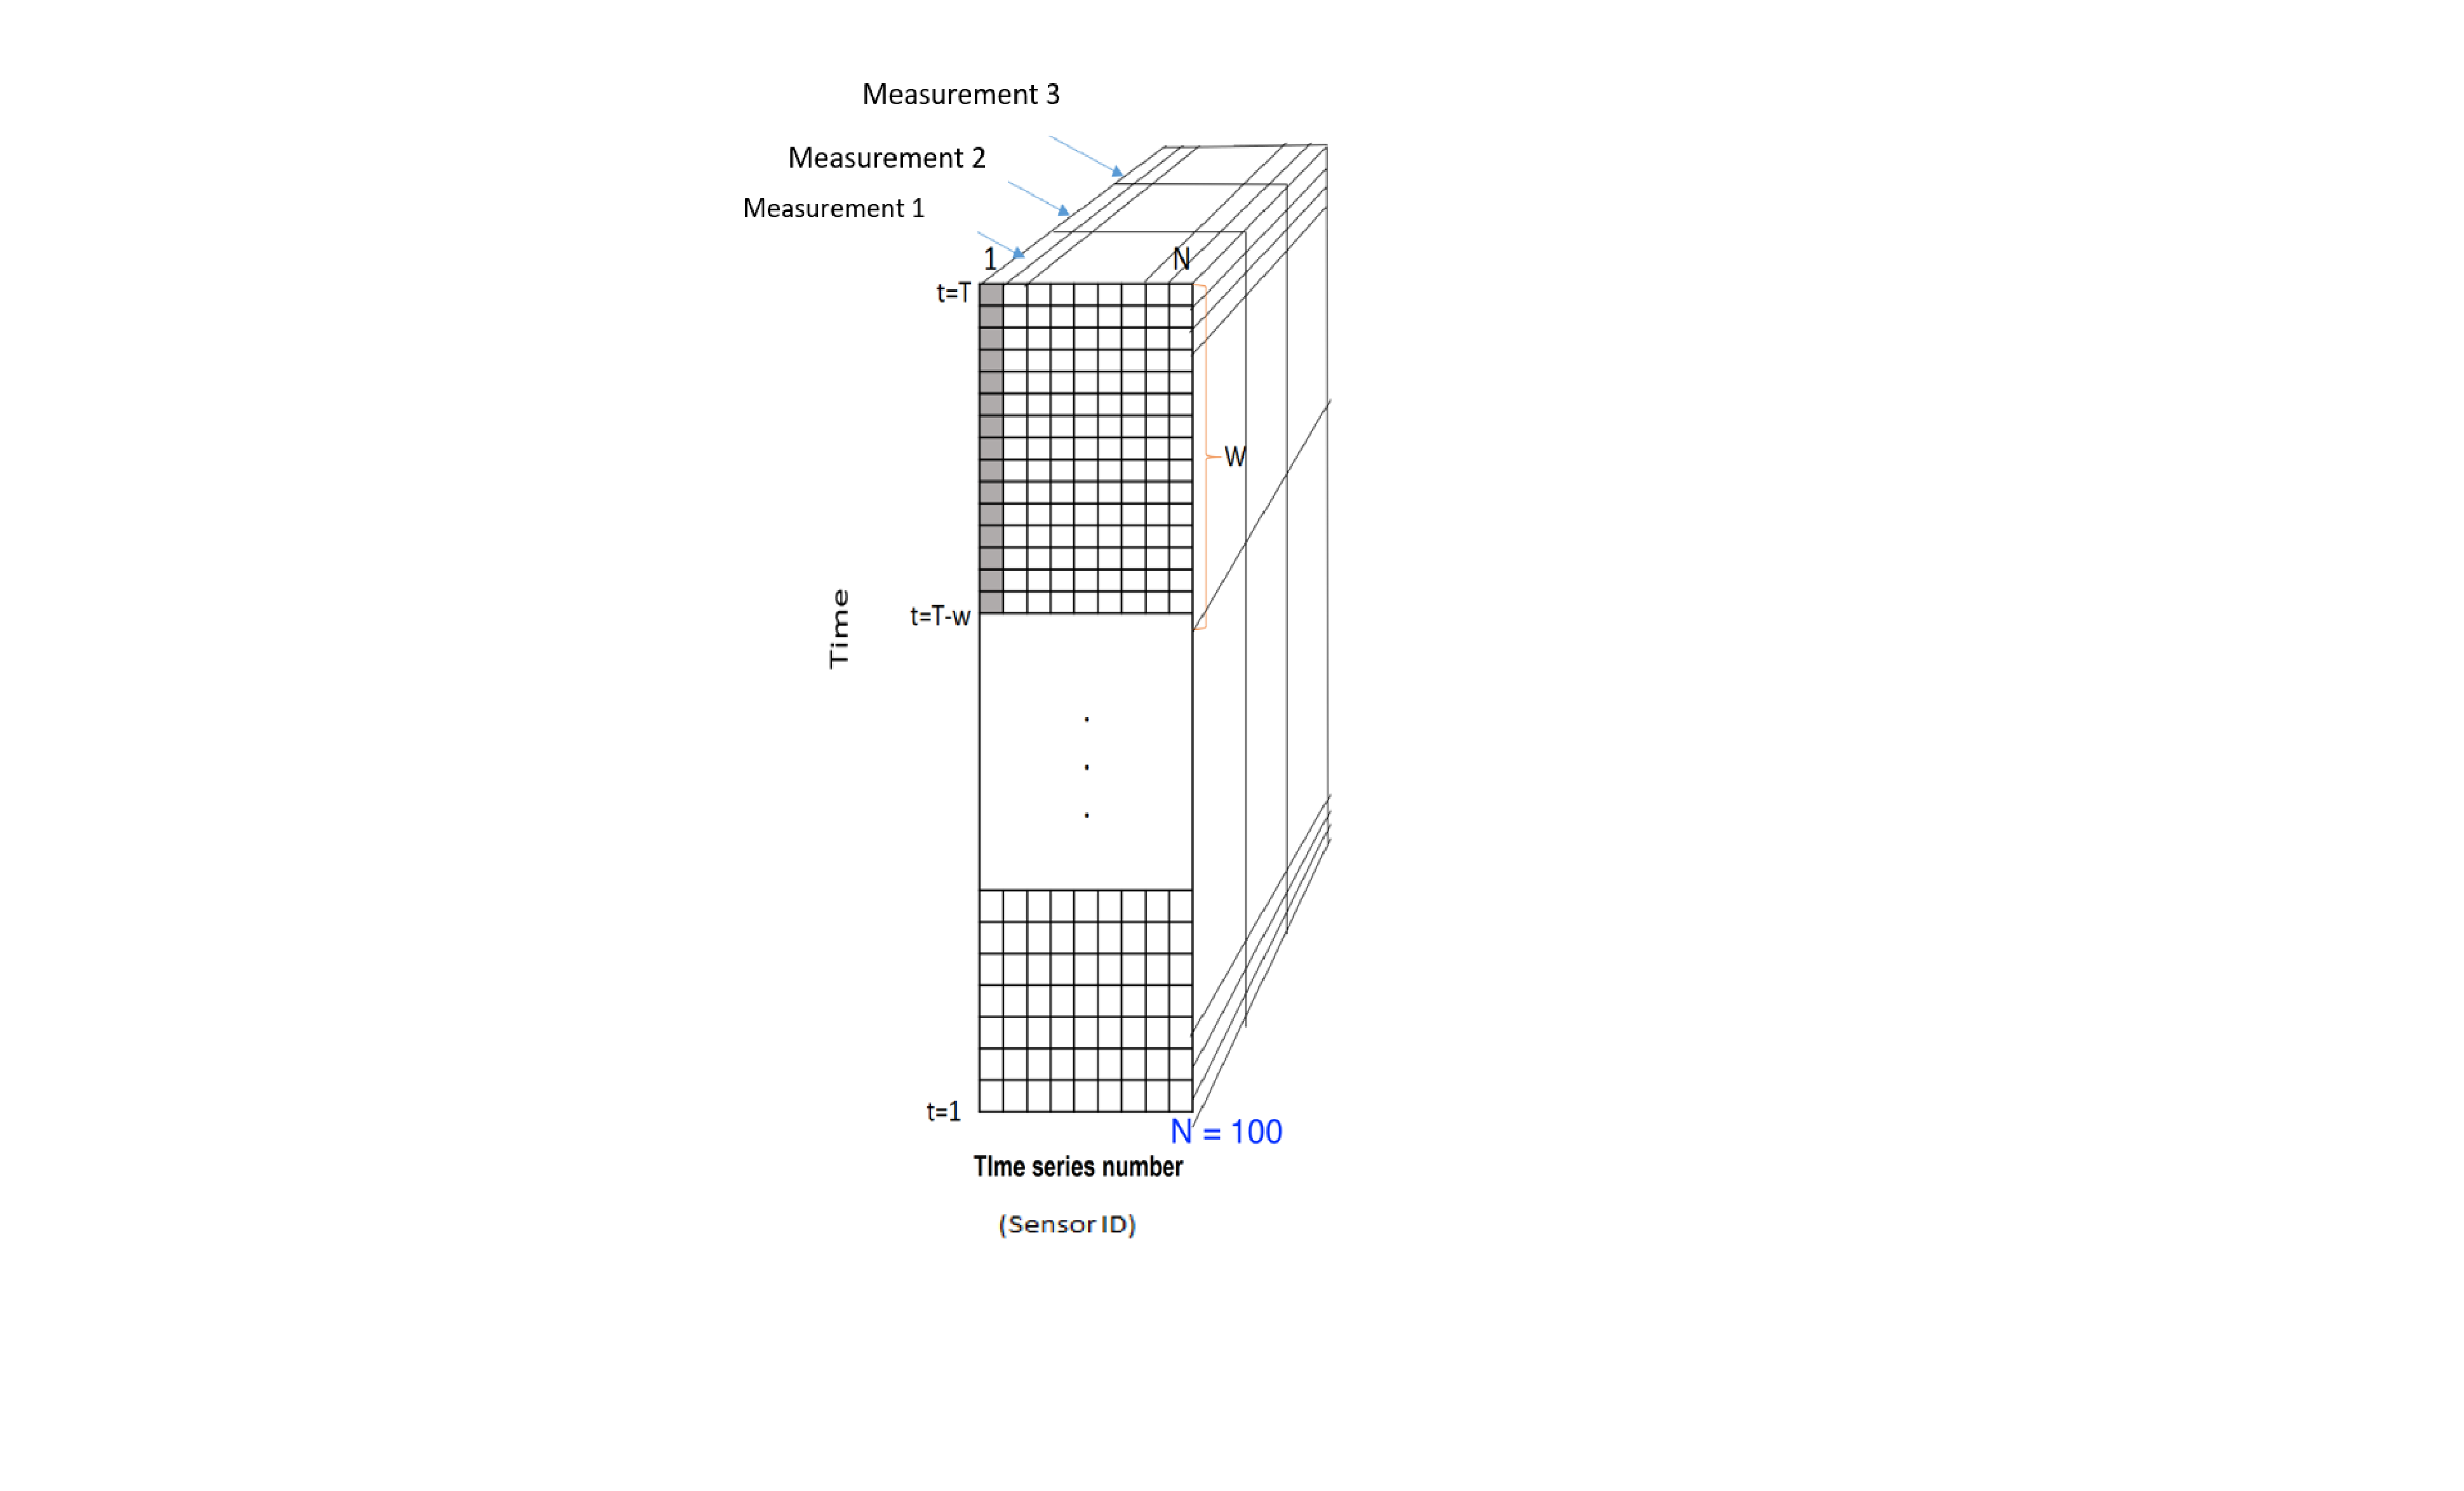 Measurement 3
Measurement 2
Measurement 1
1
N
t=T
W
Time
t=T-w
t=1
N = 100
TIme series number
(Sensor ID)